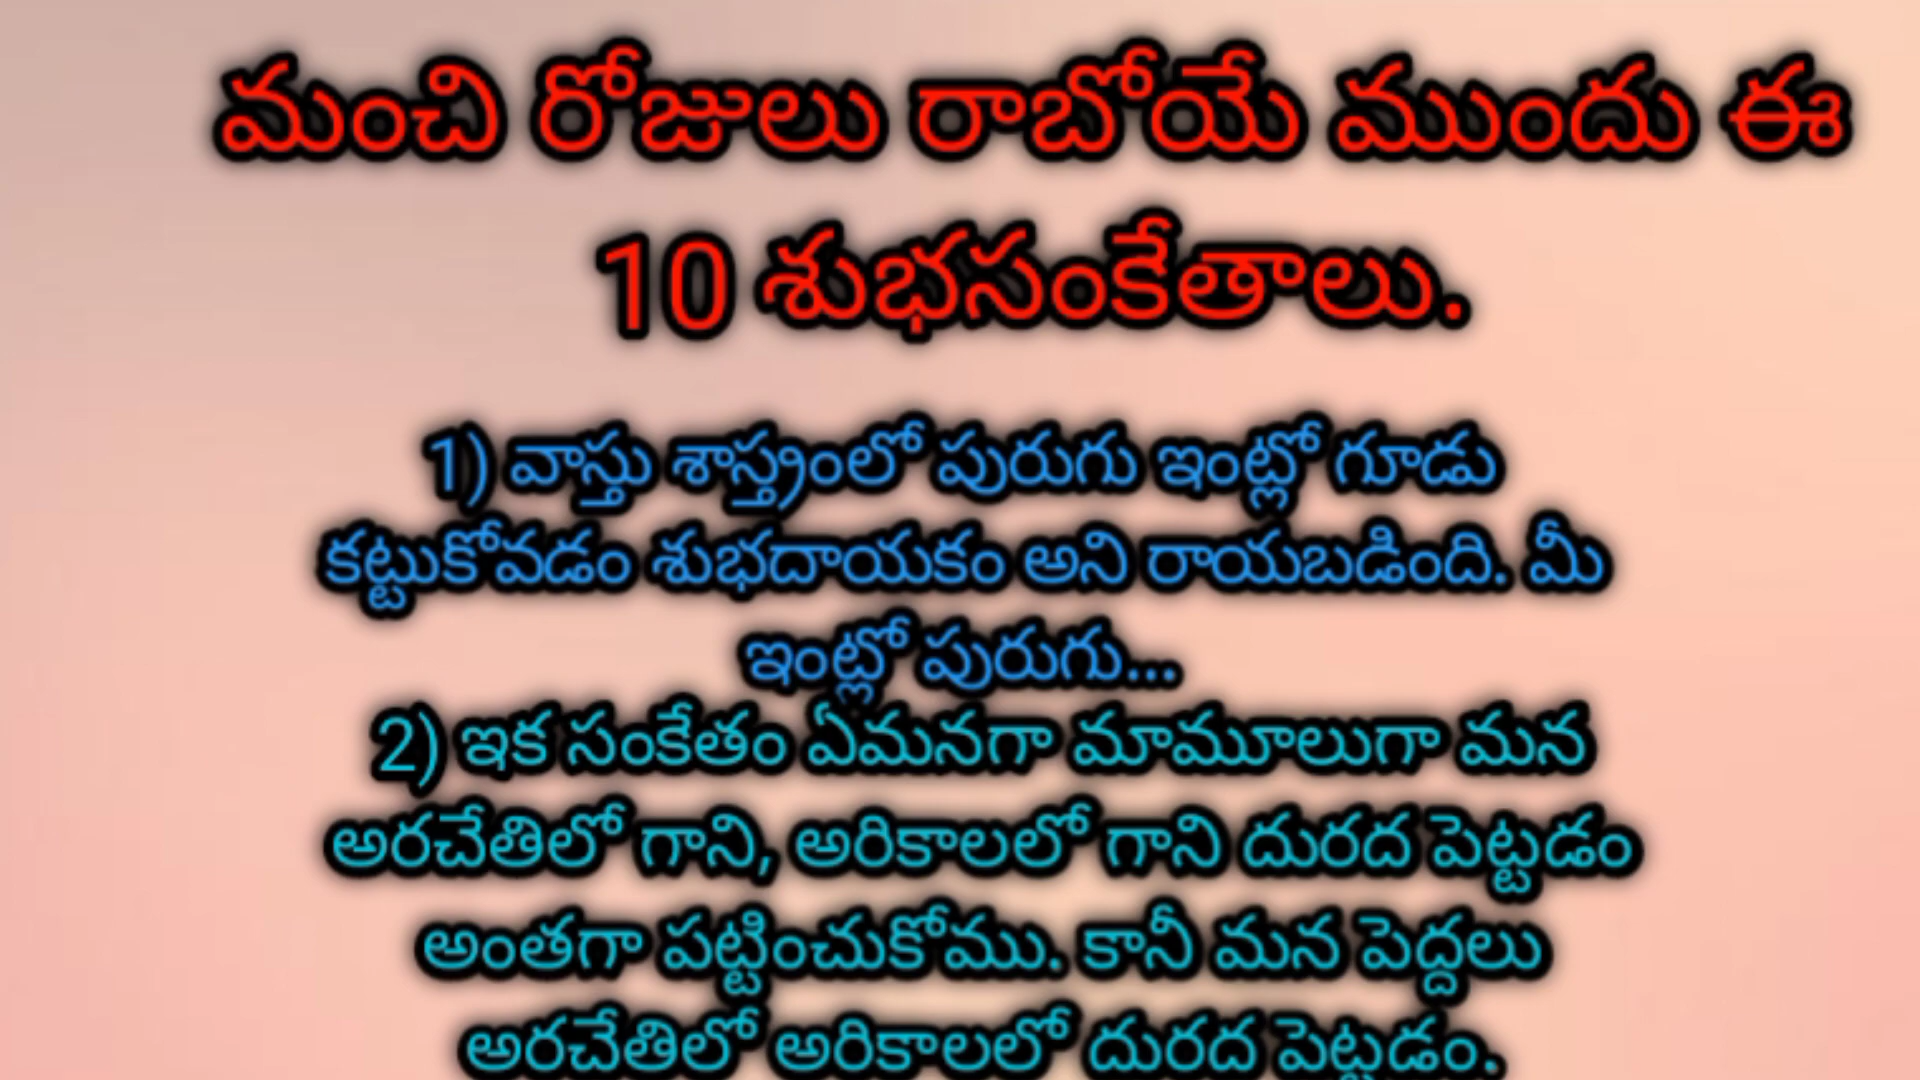 మంచి రోజులు రాబోయే ముందు ఈ
10 శుభసంకేతాలు.
1) వాస్తు శాస్త్రంలో పురుగు ఇంట్లో గూడు
కట్టుకోవడం శుభదాయకం అని రాయబడింది. మీ
ఇంట్లో పురుగు...
2) ఇక సంకేతం ఏమనగా మామూలుగా మన
అరచేతిలో గాని, అరికాలలో గాని దురద పెట్టడం
అంతగా పట్టించుకోము. కానీ మన పెద్దలు
అరచేతిలో అరికాలలో దురద పెట్టడం.